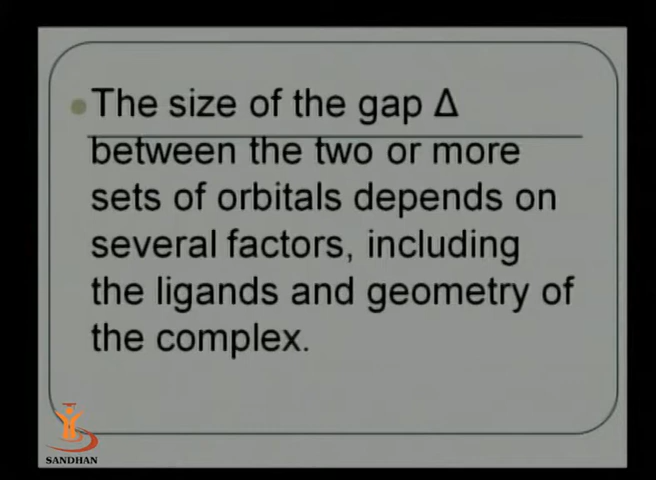 The size of the gap Δ
between the two or more
sets of orbitals depends on
several factors, including
the ligands and geometry of
the complex.
SANDHAN